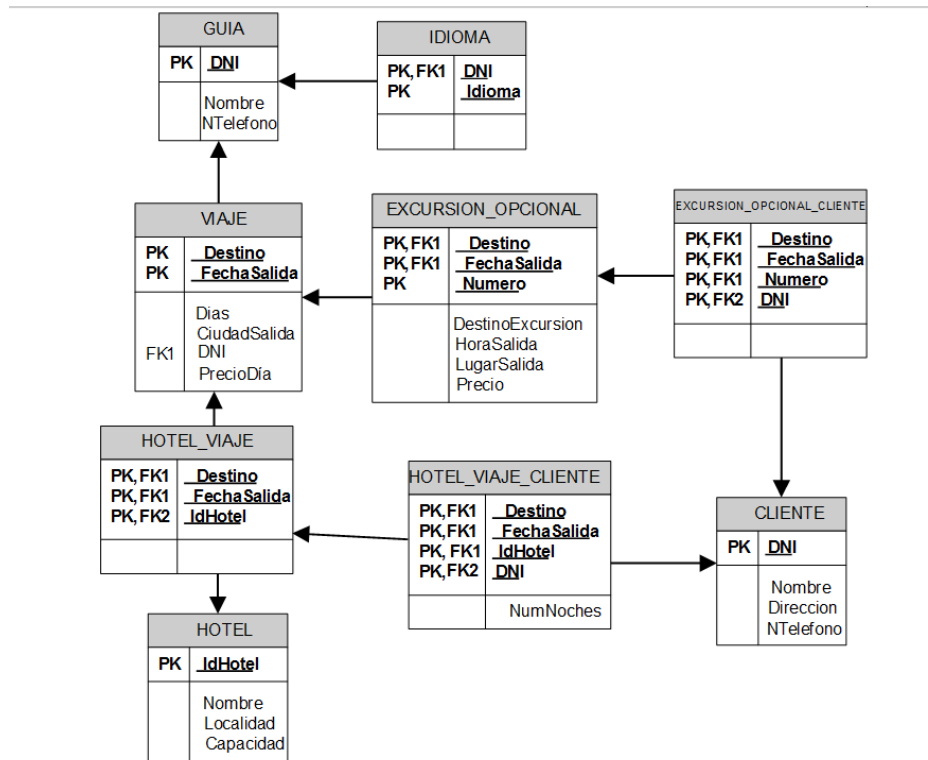 GUIA
PK DNI
Nombre
NTelefono
IDIOMA
PK, FK1 DNI
PK Idioma
VIAJE
PK Destino
PK FechaSalida
Dias
CiudadSalida
FK1 DNI
PrecioDía
EXCURSION_OPCIONAL
PK, FK1 Destino
PK, FK1 FechaSalida
PK Numero
DestinoExcursion
HoraSalida
LugarSalida
Precio
EXCURSION_OPCIONAL_CLIENTE
PK, FK1 Destino
PK, FK1 FechaSalida
PK, FK1 Numero
PK, FK2 DNI
HOTEL_VIAJE
PK, FK1 Destino
PK, FK1 FechaSalida
PK, FK2 IdHotel
HOTEL_VIAJE_CLIENTE
PK,FK1 Destino
PK,FK1 FechaSalida
PK, FK1 IdHotel
PK,FK2 DNI
NumNoches
CLIENTE
PK DNI
Nombre
Direccion
NTelefono
HOTEL
PK IdHotel
Nombre
Localidad
Capacidad